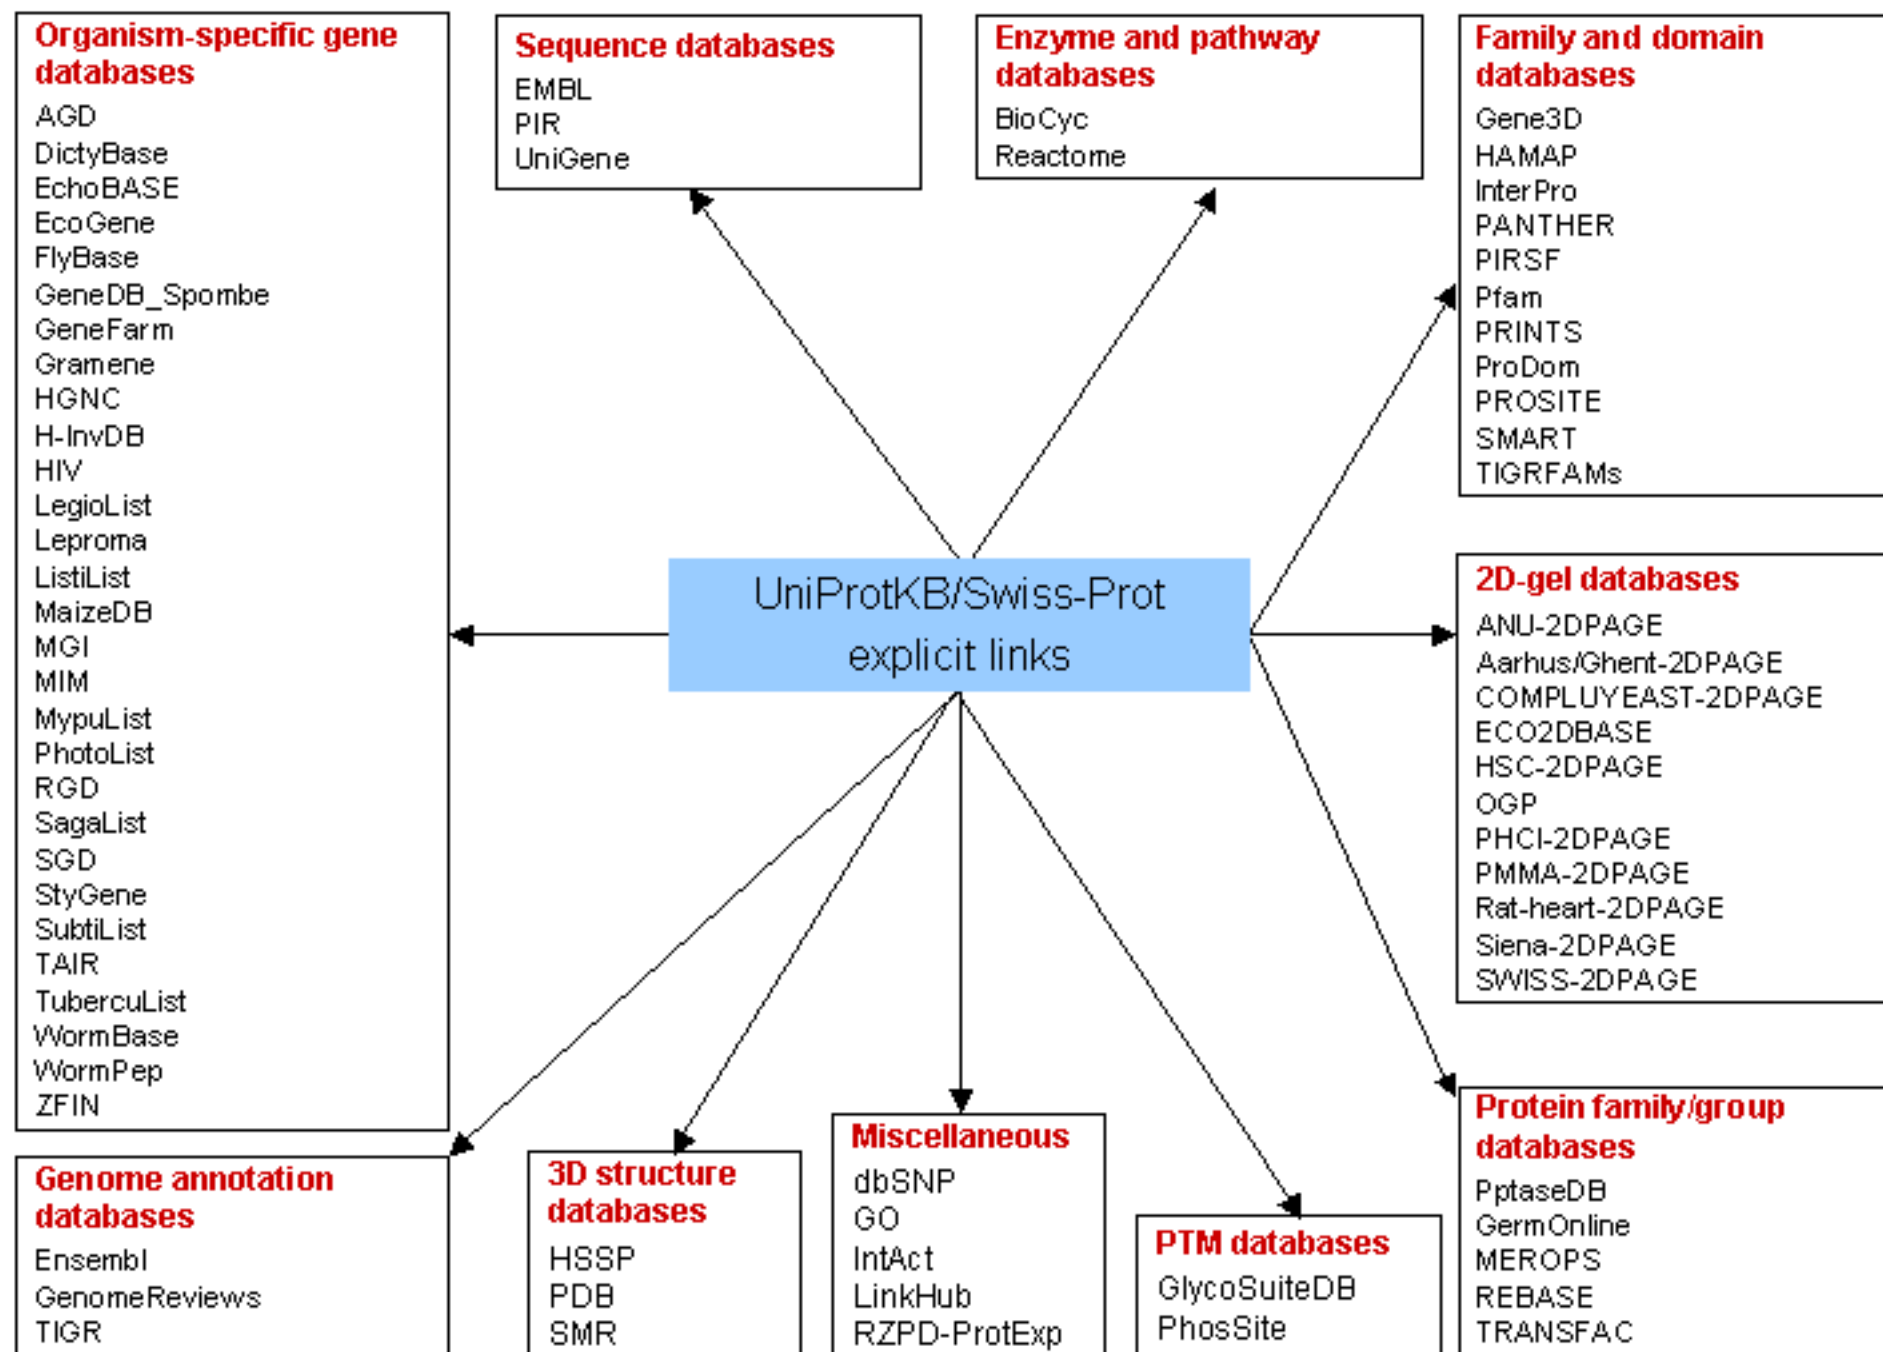 Organism-specific gene
databases
AGD
DictyBase
EchoBASE
EcoGene
FlyBase
GeneDB_Spombe
GeneFarm
Gramene
HGNC
H-InvDB
HIV
LegioList
Leproma
ListiList
MaizeDB
MGI
MIM
MypuList
PhotoList
RGD
SagaList
SGD
StyGene
SubtiList
TAIR
TubercuList
WormBase
WormPep
ZFIN
Sequence databases
EMBL
PIR
UniGene
Enzyme and pathway
databases
BioCyc
Reactome
Family and domain
databases
Gene3D
HAMAP
InterPro
PANTHER
PIRSF
Pfam
PRINTS
ProDom
PROSITE
SMART
TIGRFAMs
UniProtKB/Swiss-Prot
explicit links
2D-gel databases
ANU-2DPAGE
Aarhus/Ghent-2DPAGE
COMPLUYEAST-2DPAGE
ECO2DBASE
HSC-2DPAGE
OGP
PHCI-2DPAGE
PMMA-2DPAGE
Rat-heart-2DPAGE
Siena-2DPAGE
SWISS-2DPAGE
Genome annotation
databases
Ensembl
GenomeReviews
TIGR
3D structure
databases
HSSP
PDB
SMR
Miscellaneous
dbSNP
GO
IntAct
LinkHub
RZPD-ProtExp
PTM databases
GlycoSuiteDB
PhosSite
Protein family/group
databases
PptaseDB
GermOnline
MEROPS
REBASE
TRANSFAC